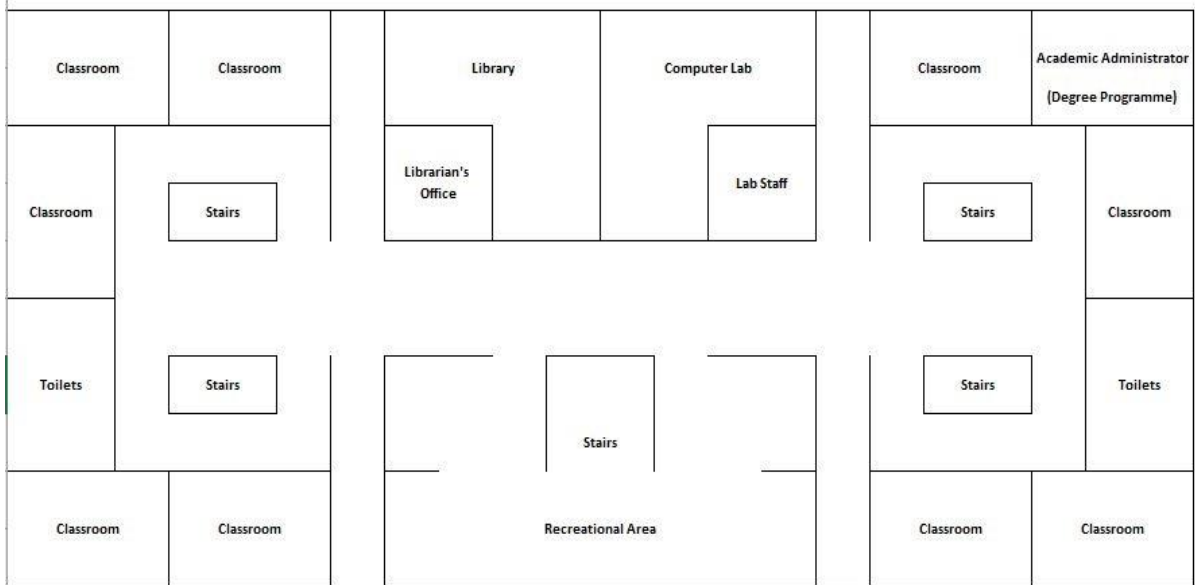 Classroom
Classroom
Library
Computer Lab
Classroom
Academic Administrator
(Degree Programme)
Classroom
Stairs
Librarian's
Office
Lab Staff
Stairs
Classroom
Toilets
Stairs
Stairs
Stairs
Toilets
Classroom
Classroom
Recreational Area
Classroom
Classroom